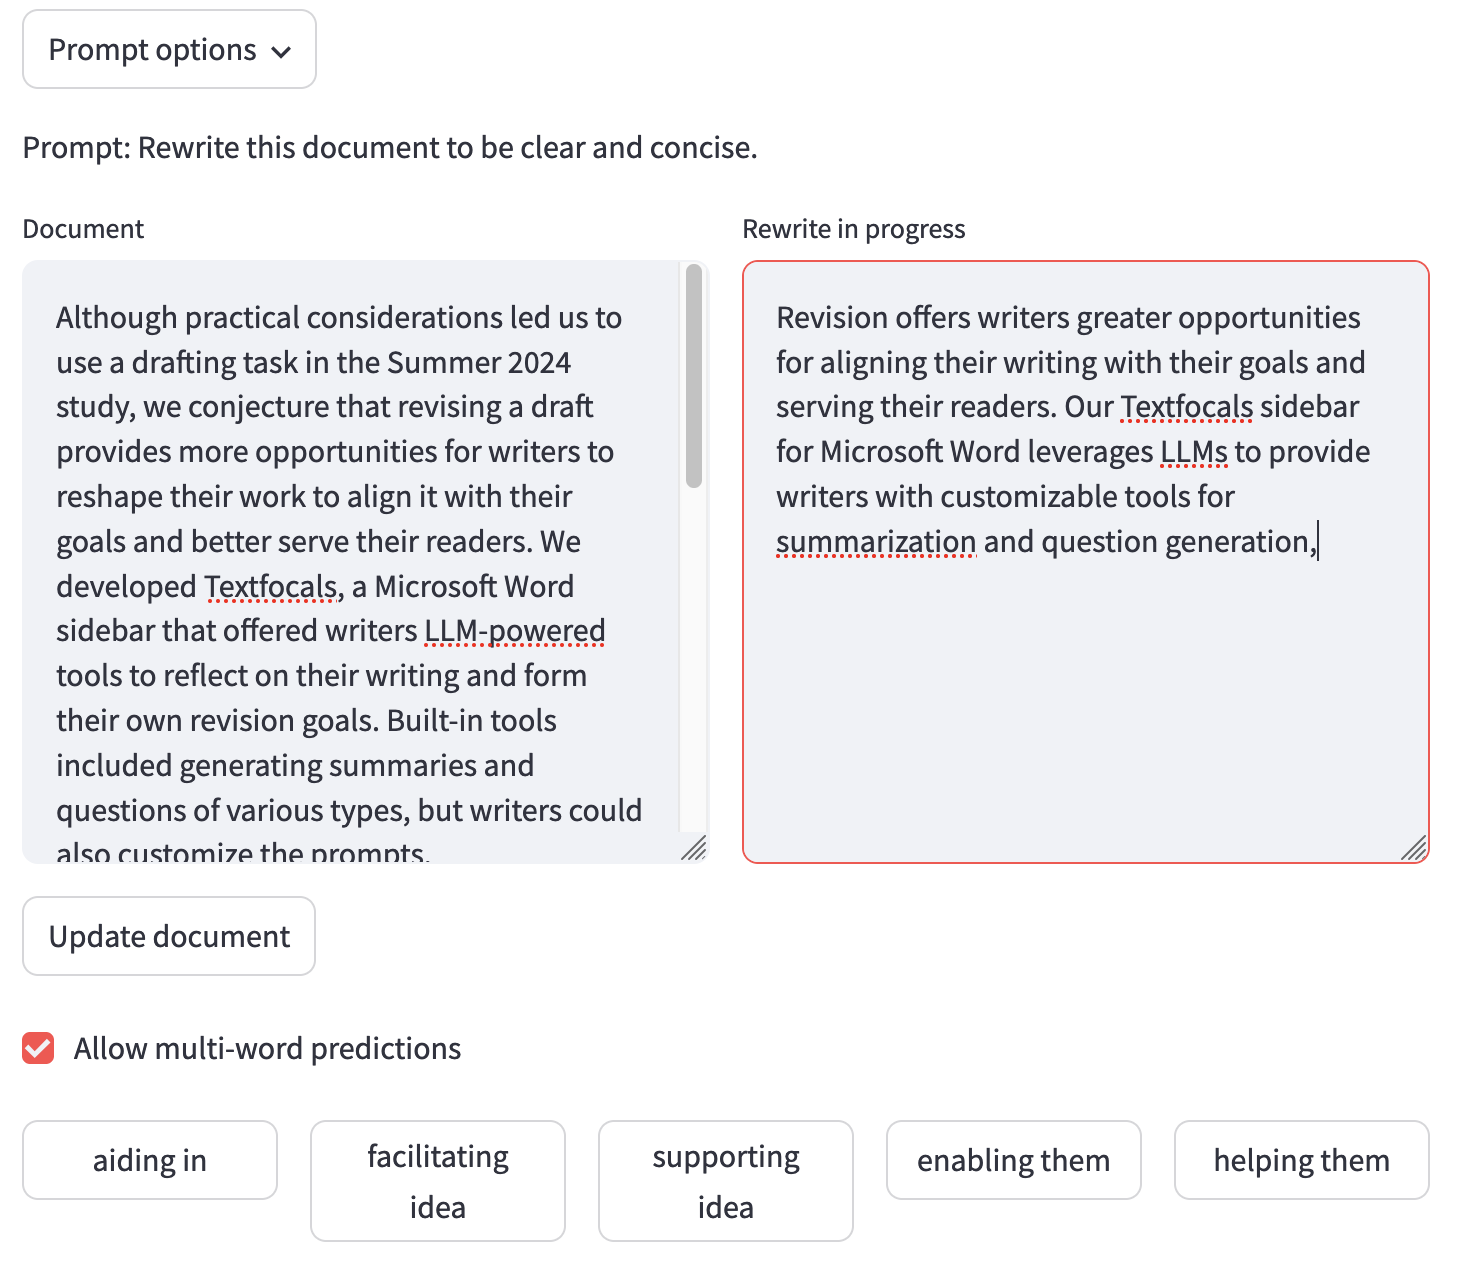 Prompt options
Prompt: Rewrite this document to be clear and concise.
Document
Although practical considerations led us to
use a drafting task in the Summer 2024
study, we conjecture that revising a draft
provides more opportunities for writers to
reshape their work to align it with their
goals and better serve their readers. We
developed Textfocals, a Microsoft Word
sidebar that offered writers LLM-powered
tools to reflect on their writing and form
their own revision goals. Built-in tools
included generating summaries and
questions of various types, but writers could
also customize the prompts.
Rewrite in progress
Revision offers writers greater opportunities
for aligning their writing with their goals and
serving their readers. Our Textfocals sidebar
for Microsoft Word leverages LLMs to provide
writers with customizable tools for
summarization and question generation,
Update document
Allow multi-word predictions
aiding in
facilitating
idea
supporting
idea
enabling them
helping them